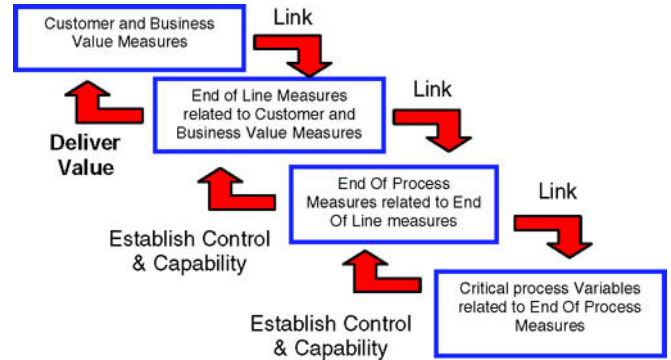 Customer and Business
Value Measures
Link
End of Line Measures
related to Customer and
Business Value Measures
Link
Deliver
Value
End Of Process
Measures related to End
Of Line measures
Link
Establish Control
& Capability
Critical process Variables
related to End Of Process
Measures
Establish Control
& Capability